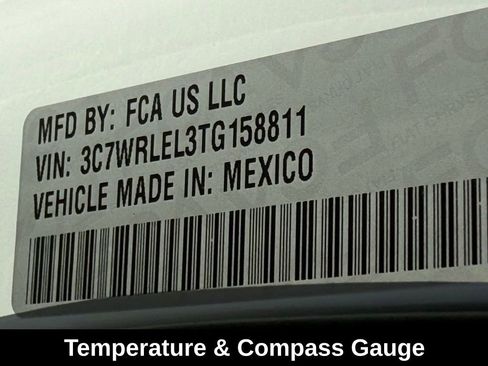 MFD BY: FCA US LLC
VIN: 3C7WRLEL3TG158811
VEHICLE MADE IN: MEXICO
Temperature & Compass Gauge